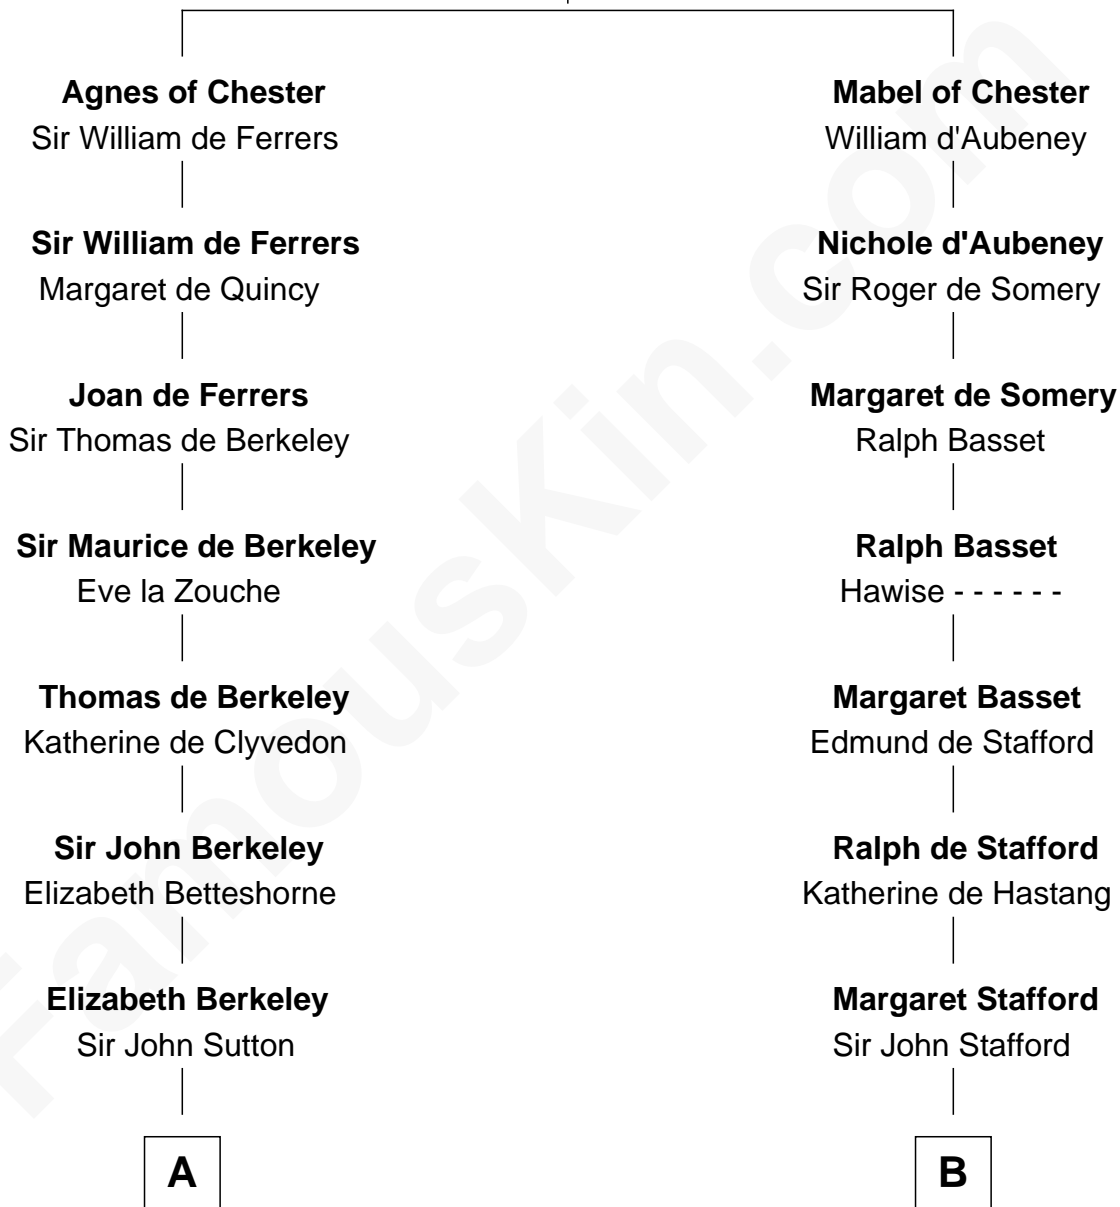 Agnes of Chester
Sir William de Ferrers
Sir William de Ferrers
Margaret de Quincy
Joan de Ferrers
Sir Thomas de Berkeley
Sir Maurice de Berkeley
Eve la Zouche
Thomas de Berkeley
Katherine de Clyvedon
Sir John Berkeley
Elizabeth Betteshorne
Elizabeth Berkeley
Sir John Sutton
A
Mabel of Chester
William d'Aubeney
Nichole d'Aubeney
Sir Roger de Somery
Margaret de Somery
Ralph Basset
Ralph Basset
Hawise - - - - - -
Margaret Basset
Edmund de Stafford
Ralph de Stafford
Katherine de Hastang
Margaret Stafford
Sir John Stafford
B
FamousKin.com